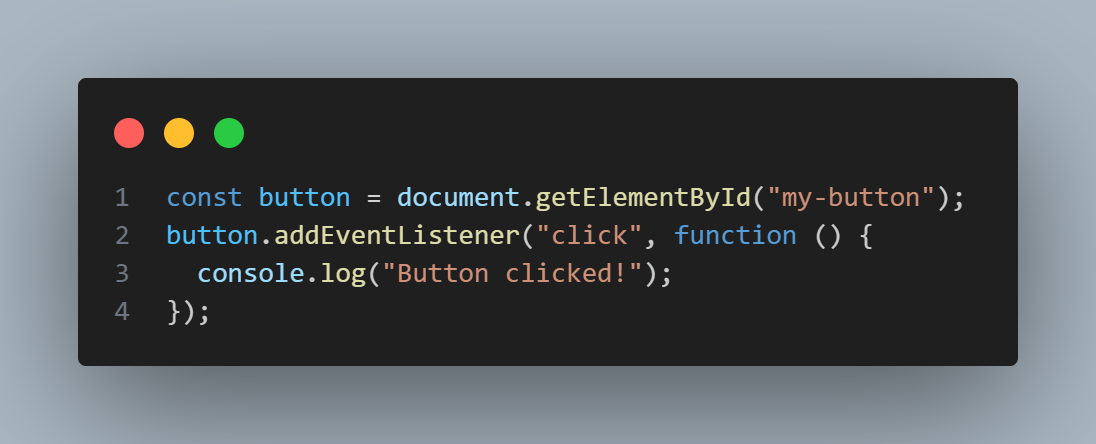 1 const button = document.getElementById("my-button");
2 button.addEventListener("click", function () {
3   console.log("Button clicked!");
4 });